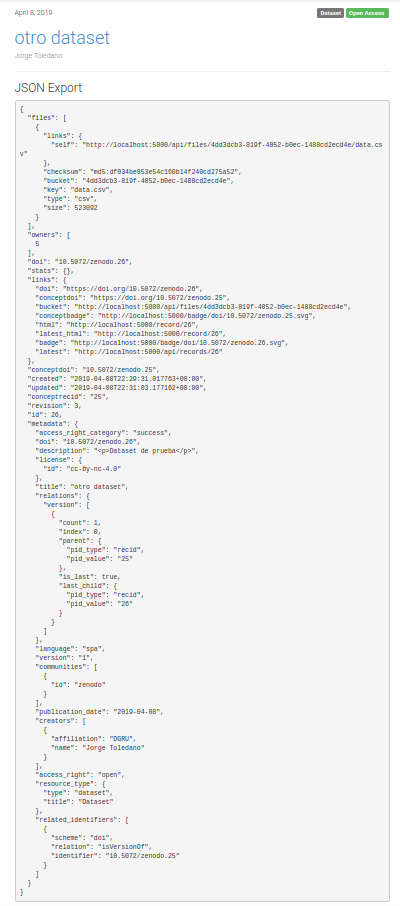 April 8, 2019
Dataset
Open Access
otro dataset
Jorge Toledano
JSON Export
{
  "files": [
    {
      "links": {
        "self": "http://localhost:5000/api/files/4dd3dcb3-819f-4052-b0ec-1488cd2ecd4e/data.cs
v"
      },
      "checksum": "md5:df034be853e54c160b14f240cd275a52",
      "bucket": "4dd3dcb3-819f-4052-b0ec-1488cd2ecd4e",
      "key": "data.csv",
      "type": "csv",
      "size": 523092
    }
  ],
  "owners": [
    5
  ],
  "doi": "10.5072/zenodo.26",
  "stats": {},
  "links": {
    "doi": "https://doi.org/10.5072/zenodo.26",
    "conceptdoi": "https://doi.org/10.5072/zenodo.25",
    "bucket": "http://localhost:5000/api/files/4dd3dcb3-819f-4052-b0ec-1488cd2ecd4e",
    "conceptbadge": "http://localhost:5000/badge/doi/10.5072/zenodo.25.svg",
    "html": "http://localhost:5000/record/26",
    "latest_html": "http://localhost:5000/record/26",
    "badge": "http://localhost:5000/badge/doi/10.5072/zenodo.26.svg",
    "latest": "http://localhost:5000/api/records/26"
  },
  "conceptdoi": "10.5072/zenodo.25",
  "created": "2019-04-08T22:29:31.017763+00:00",
  "updated": "2019-04-08T22:31:03.177162+00:00",
  "conceptrecid": "25",
  "revision": 3,
  "id": 26,
  "metadata": {
    "access_right_category": "success",
    "doi": "10.5072/zenodo.26",
    "description": "<p>Dataset de prueba</p>",
    "license": {
      "id": "cc-by-nc-4.0"
    },
    "title": "otro dataset",
    "relations": {
      "version": [
        {
          "count": 1,
          "index": 0,
          "parent": {
            "pid_type": "recid",
            "pid_value": "25"
          },
          "is_last": true,
          "last_child": {
            "pid_type": "recid",
            "pid_value": "26"
          }
        }
      ]
    },
    "language": "spa",
    "version": "1",
    "communities": [
      {
        "id": "zenodo"
      }
    ],
    "publication_date": "2019-04-08",
    "creators": [
      {
        "affiliation": "DGRU",
        "name": "Jorge Toledano"
      }
    ],
    "access_right": "open",
    "resource_type": {
      "type": "dataset",
      "title": "Dataset"
    },
    "related_identifiers": [
      {
        "scheme": "doi",
        "relation": "isVersionOf",
        "identifier": "10.5072/zenodo.25"
      }
    ]
  }
}